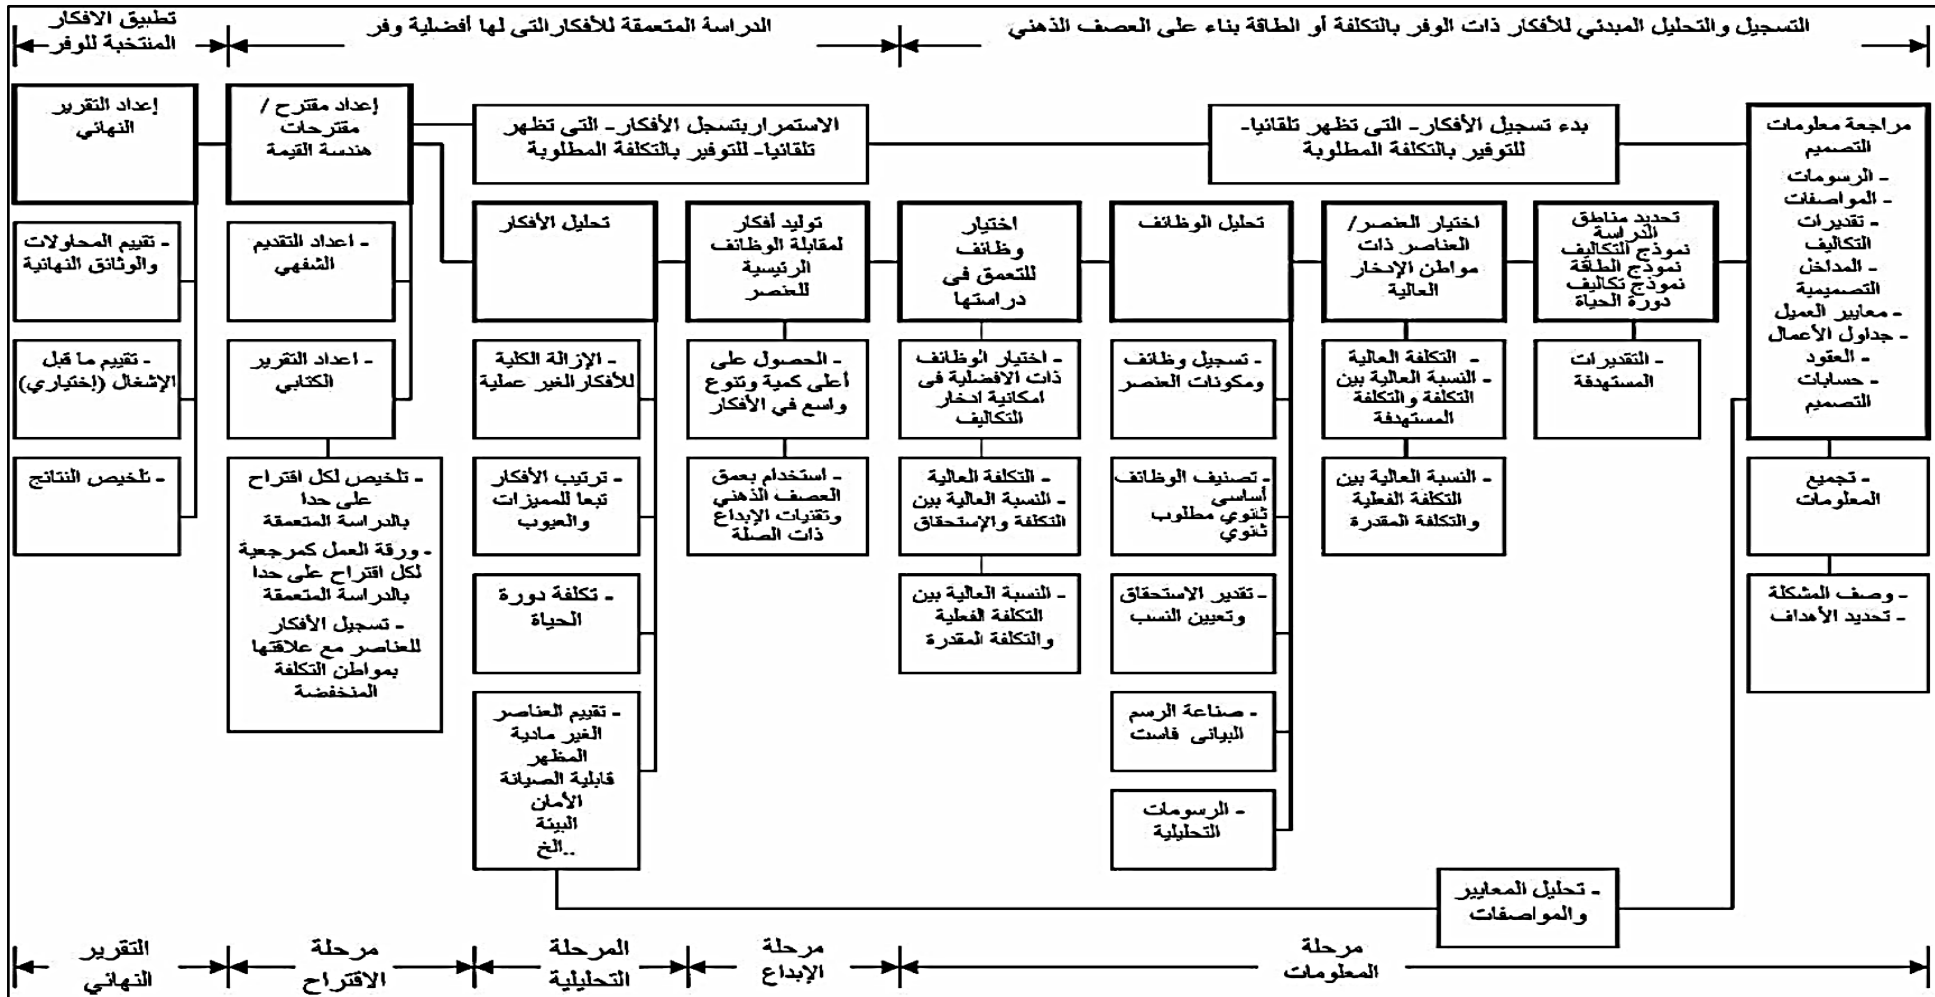 التسجيل والتحليل المبدئي للأفكار ذات الوفر بالتكلفة أو الطاقة بناء على العصف الذهني
الدراسة المتعمقة للأفكار التى لها أفضلية وفر
تطبيق الافكار
المنتخبة للوفر
مراجعة معلومات
التصميم
- الرسومات
- المواصفات
- تقديرات
التكاليف
- المداخل
التصميمية
- معايير العميل
- جداول الأعمال
- العقود
- حسابات
التصميم
- تجميع
المعلومات
- وصف المشكلة
- تحديد الأهداف
بدء تسجيل الأفكار- التى تظهر تلقانيا-
للتوفير بالتكلفة المطلوبة
الاستمرار بتسجل الأفكار- التى تظهر
تلقانيا- للتوفير بالتكلفة المطلوبة
تحديد مناطق
الدراسة
نموذج التكاليف
نموذج الطاقة
نموذج تكاليف
دورة الحياة
- التقديرات
المستهدفة
اختيار العنصر/
العناصر ذات
مواطن الإدخار
العالية
- التكلفة العالية
- النسبة العالية بين
التكلفة والتكلفة
المستهدفة
- النسبة العالية بين
التكلفة الفعلية
والتكلفة المقدرة
تحليل الوظائف
- تسجيل وظائف
ومكونات العنصر
- تصنيف الوظائف
أساسى
ثانوي مطلوب
ثانوي
- تقدير الاستحقاق
وتعيين النسب
- صناعة الرسم
البيانى فاست
- الرسومات
التحليلية
اختيار
وظائف
للتعمق فى
دراستها
- اختيار الوظائف
ذات الافضلية فى
امكانية ادخار
التكاليف
- التكلفة العالية
- النسبة العالية بين
التكلفة والإستحقاق
- النسبة العالية بين
التكلفة الفعلية
والتكلفة المقدرة
توليد أفكار
لمقابلة الوظائف
الرئيسية
للعنصر
- الحصول على
أعلى كمية وتنوع
واسع في الأفكار
- استخدام بعمق
العصف الذهني
وتقنيات الإبداع
ذات الصلة
تحليل الأفكار
- الإزالة الكلية
للأفكار الغير عملية
- ترتيب الأفكار
تبعا للمميزات
والعيوب
- تكلفة دورة
الحياة
- تقييم العناصر
الغير مادية
المظهر
قابلية الصيانة
الأمان
البيئة
..الخ
إعداد مقترح /
مقترحات
هندسة القيمة
- اعداد التقديم
الشفهي
- اعداد التقرير
الكتابي
- تلخيص لكل اقتراح
على حدا
بالدراسة المتعمقة
- ورقة العمل كمرجعية
لكل اقتراح على حدا
بالدراسة المتعمقة
- تسجيل الأفكار
للعناصر مع علاقتها
بمواطن التكلفة
المنخفضة
إعداد التقرير
النهائي
- تقييم المحاولات
والوثائق النهائية
- تقييم ما قبل
الإشغال (إختياري)
- تلخيص النتائج
- تحليل المعايير
والمواصفات
مرحلة
المعلومات
مرحلة
الإبداع
المرحلة
التحليلية
مرحلة
الاقتراح
التقرير
النهائي